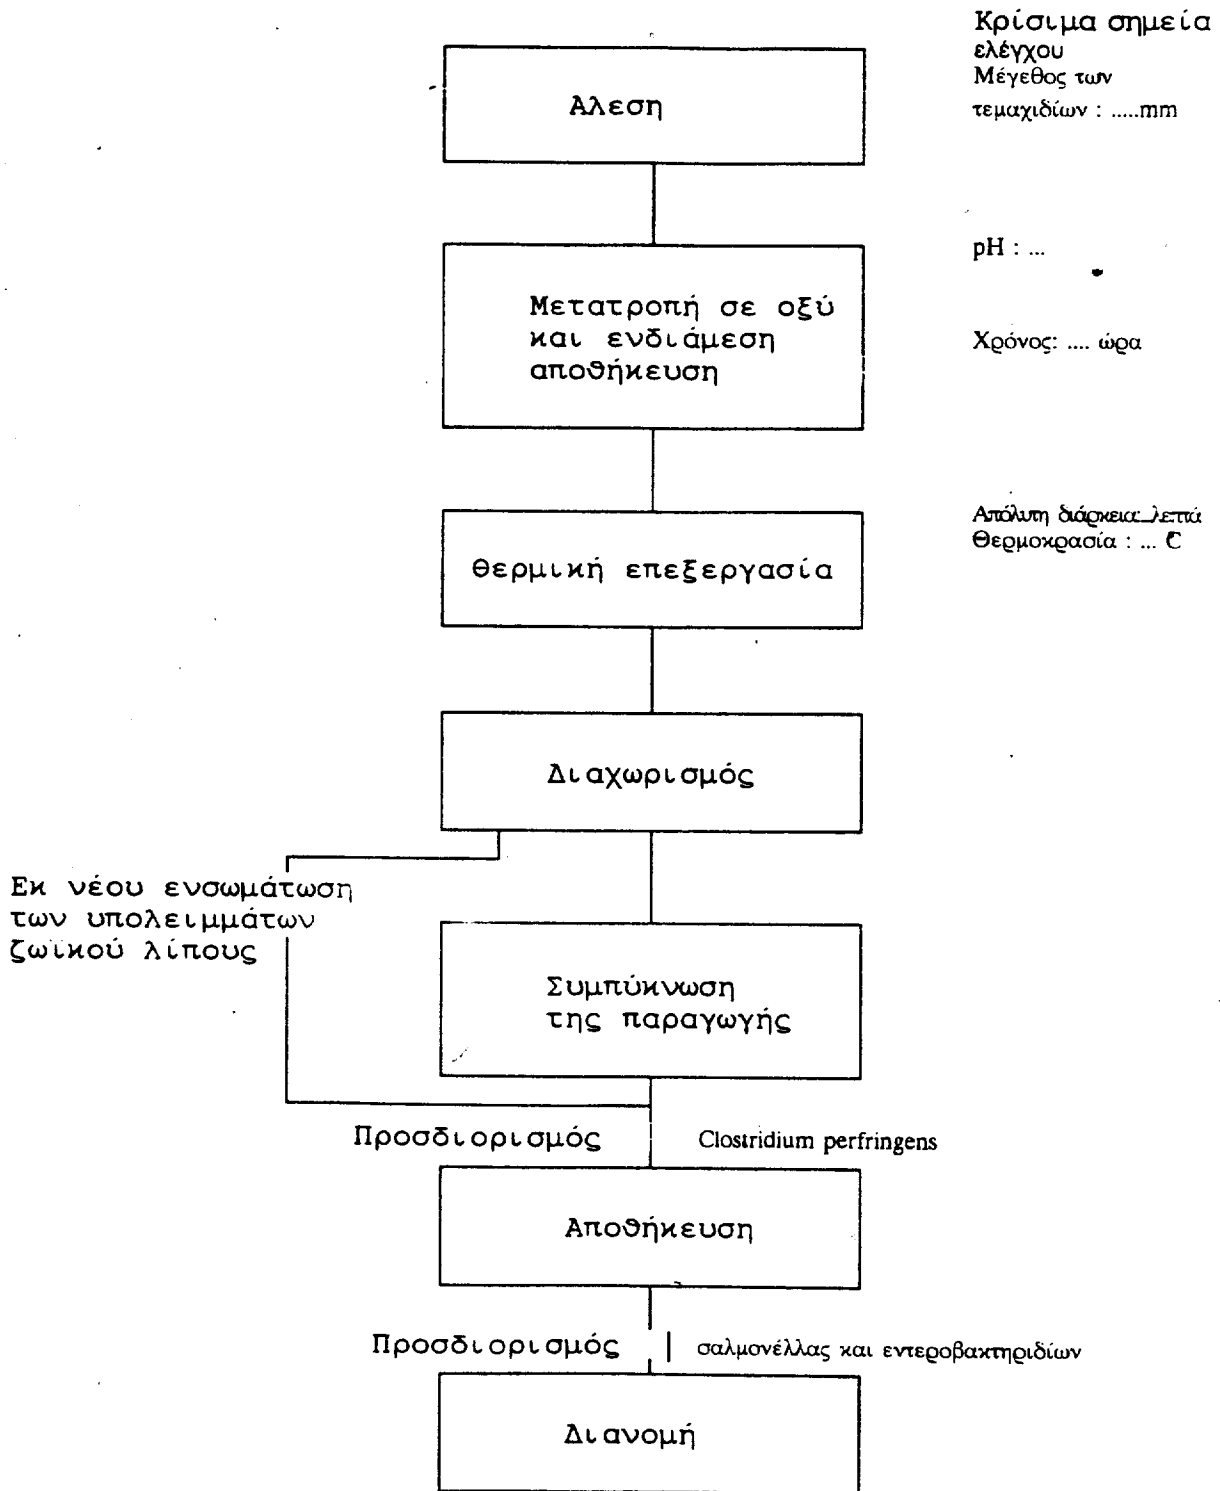 Κρίσιμα σημεία
ελέγχου
Μέγεθος των
τεμαχιδίων : .....mm
Άλεση
pH : ...
Μετατροπή σε οξύ
και ενδιάμεση
αποθήκευση
Χρόνος: .... ώρα
Απόλυτη διάρκεια: λεπτά
Θερμοκρασία : ... C
θερμική επεξεργασία
Διαχωρισμός
Εκ νέου ενσωμάτωση
των υπολειμμάτων
ζωϊκού λίπους
Συμπύκνωση
της παραγωγής
Προσδιορισμός Clostridium perfringens
Αποθήκευση
Προσδιορισμός σαλμονέλλας και εντεροβακτηριδίων
Διανομή